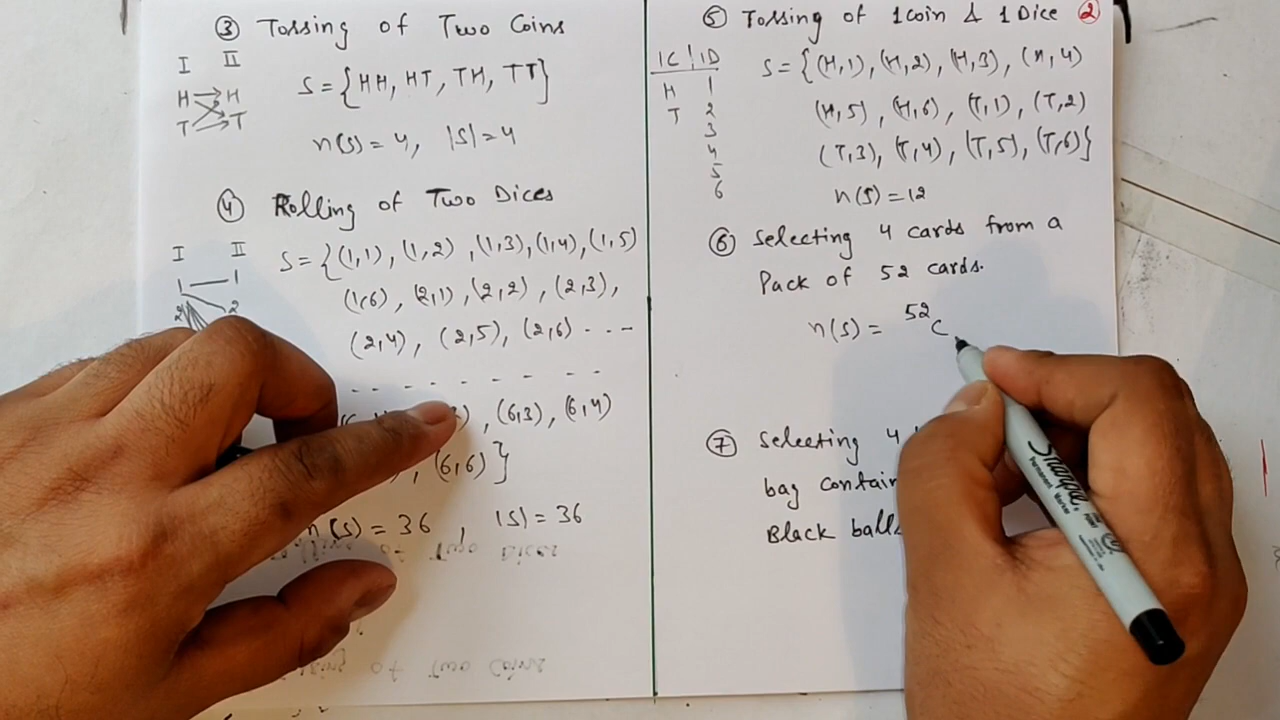 ③ Tossing of Two Coins
I II
H H
T T
S = {HH, HT, TH, TT}
n(S) = 4, |S| = 4
④ Rolling of Two Dices
I II
1 1
2 2
S = {(1,1), (1,2), (1,3), (1,4), (1,5)
(1,6), (2,1), (2,2), (2,3),
(2,4), (2,5), (2,6) - - - -
- - - - - - - - -
(6,3), (6,4)
, (6,6)}
n(S) = 36 , |S| = 36
⑤ Tossing of 1 Coin & 1 Dice ②
1C | 1D
H 1
T 2
3
4
5
6
S = {(H,1), (H,2), (H,3), (H,4)
(H,5), (H,6), (T,1), (T,2)
(T,3), (T,4), (T,5), (T,6)}
n(S) = 12
⑥ Selecting 4 cards from a
Pack of 52 cards.
n(S) = ⁵²C
⑦ Selecting 4
bag contain
Black balls
Sharpie
Permanent Marker